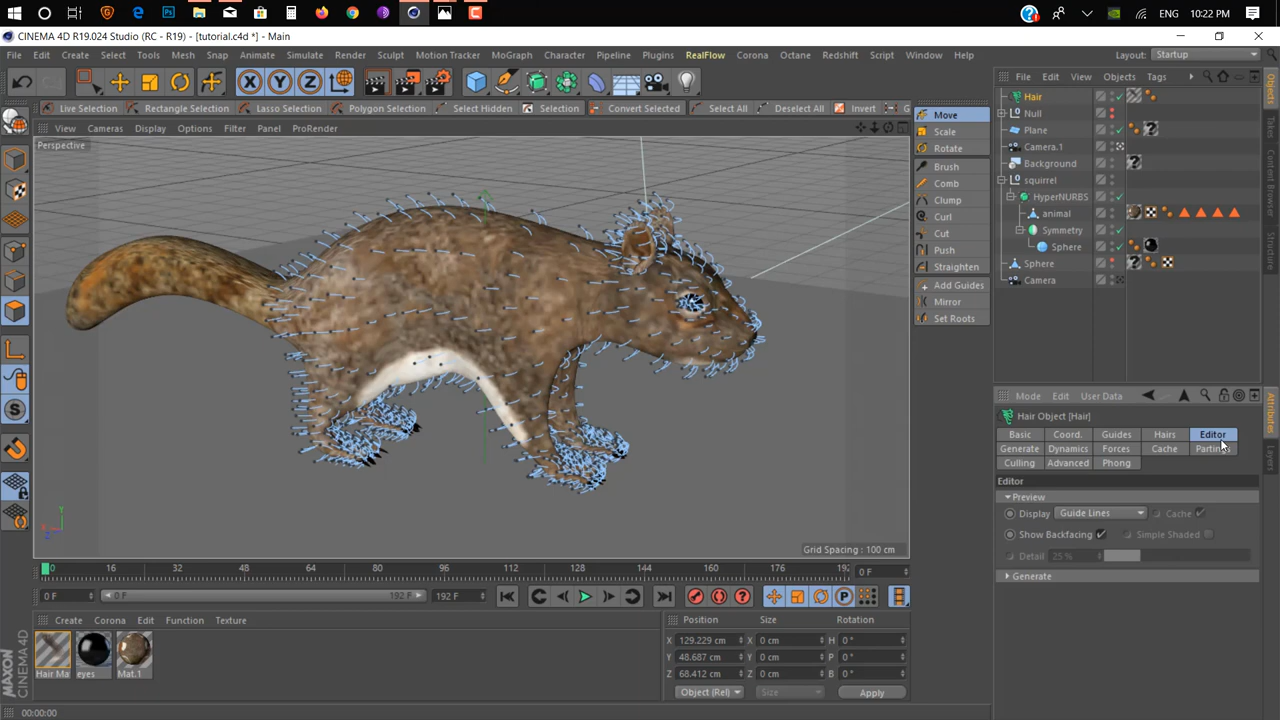 ENG 10:22 PM
CINEMA 4D R19.024 Studio (RC - R19) - [tutorial.c4d *] - Main
File Edit Create Select Tools Mesh Snap Animate Simulate Render Sculpt Motion Tracker MoGraph Character Pipeline Plugins RealFlow Corona Octane Redshift Script Window Help Layout: Startup
X Y Z
File Edit View Objects Tags
Live Selection Rectangle Selection Lasso Selection Polygon Selection Select Hidden Selection Convert Selected Select All Deselect All Invert G
View Cameras Display Options Filter Panel ProRender
Perspective
Move
Scale
Rotate
Brush
Comb
Clump
Curl
Cut
Push
Straighten
Add Guides
Mirror
Set Roots
Hair
Null
Plane
Camera.1
Background
squirrel
HyperNURBS
animal
Symmetry
Sphere
Sphere
Camera
Objects
Takes
Content Browser
Structure
Attributes
Layers
Mode Edit User Data
Hair Object [Hair]
Basic Coord. Guides Hairs Editor
Generate Dynamics Forces Cache Parting
Culling Advanced Phong
Editor
Preview
Display Guide Lines Cache
Show Backfacing Simple Shaded
Detail 25 %
Generate
Y
X
Z
Grid Spacing : 100 cm
0 16 32 48 64 80 96 112 128 144 160 176 192 0 F
0 F 0 F 192 F 192 F
Create Corona Edit Function Texture
Hair Ma eyes Mat.1
Position Size Rotation
X 129.229 cm X 0 cm H 0 °
Y 48.687 cm Y 0 cm P 0 °
Z 68.412 cm Z 0 cm B 0 °
Object (Rel) Size Apply
MAXON
CINEMA 4D
00:00:00